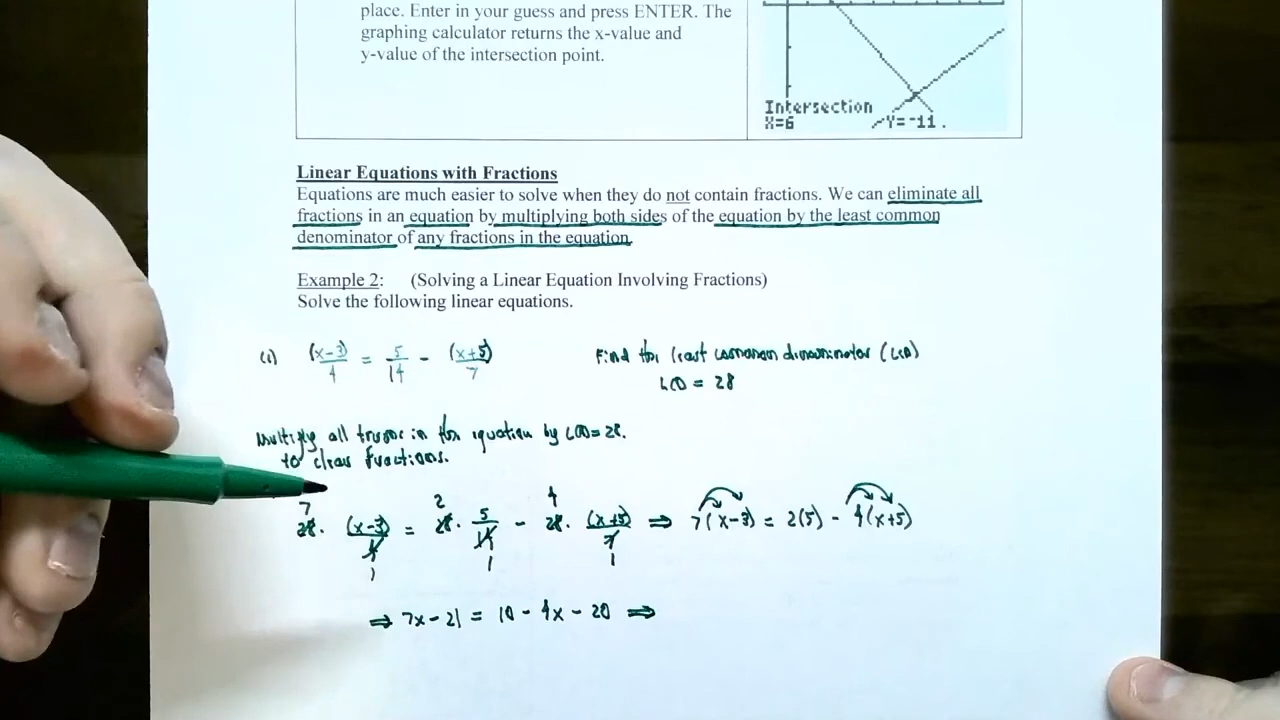 place. Enter in your guess and press ENTER. The
graphing calculator returns the x-value and
y-value of the intersection point.
Intersection
X=6 Y=-11 .
Linear Equations with Fractions
Equations are much easier to solve when they do not contain fractions. We can eliminate all
fractions in an equation by multiplying both sides of the equation by the least common
denominator of any fractions in the equation.
Example 2: (Solving a Linear Equation Involving Fractions)
Solve the following linear equations.
(i) (x-3)/4 = 5/14 - (x+5)/7
Find the least common denominator (LCD)
LCD = 28
Multiply all terms in the equation by LCD=28.
to clear fractions.
7 2 4
28 · (x-3)/4 = 28 · 5/14 - 28 · (x+5)/7 ⇒ 7(x-3) = 2(5) - 4(x+5)
1 1 1
⇒ 7x-21 = 10 - 4x - 20 ⇒